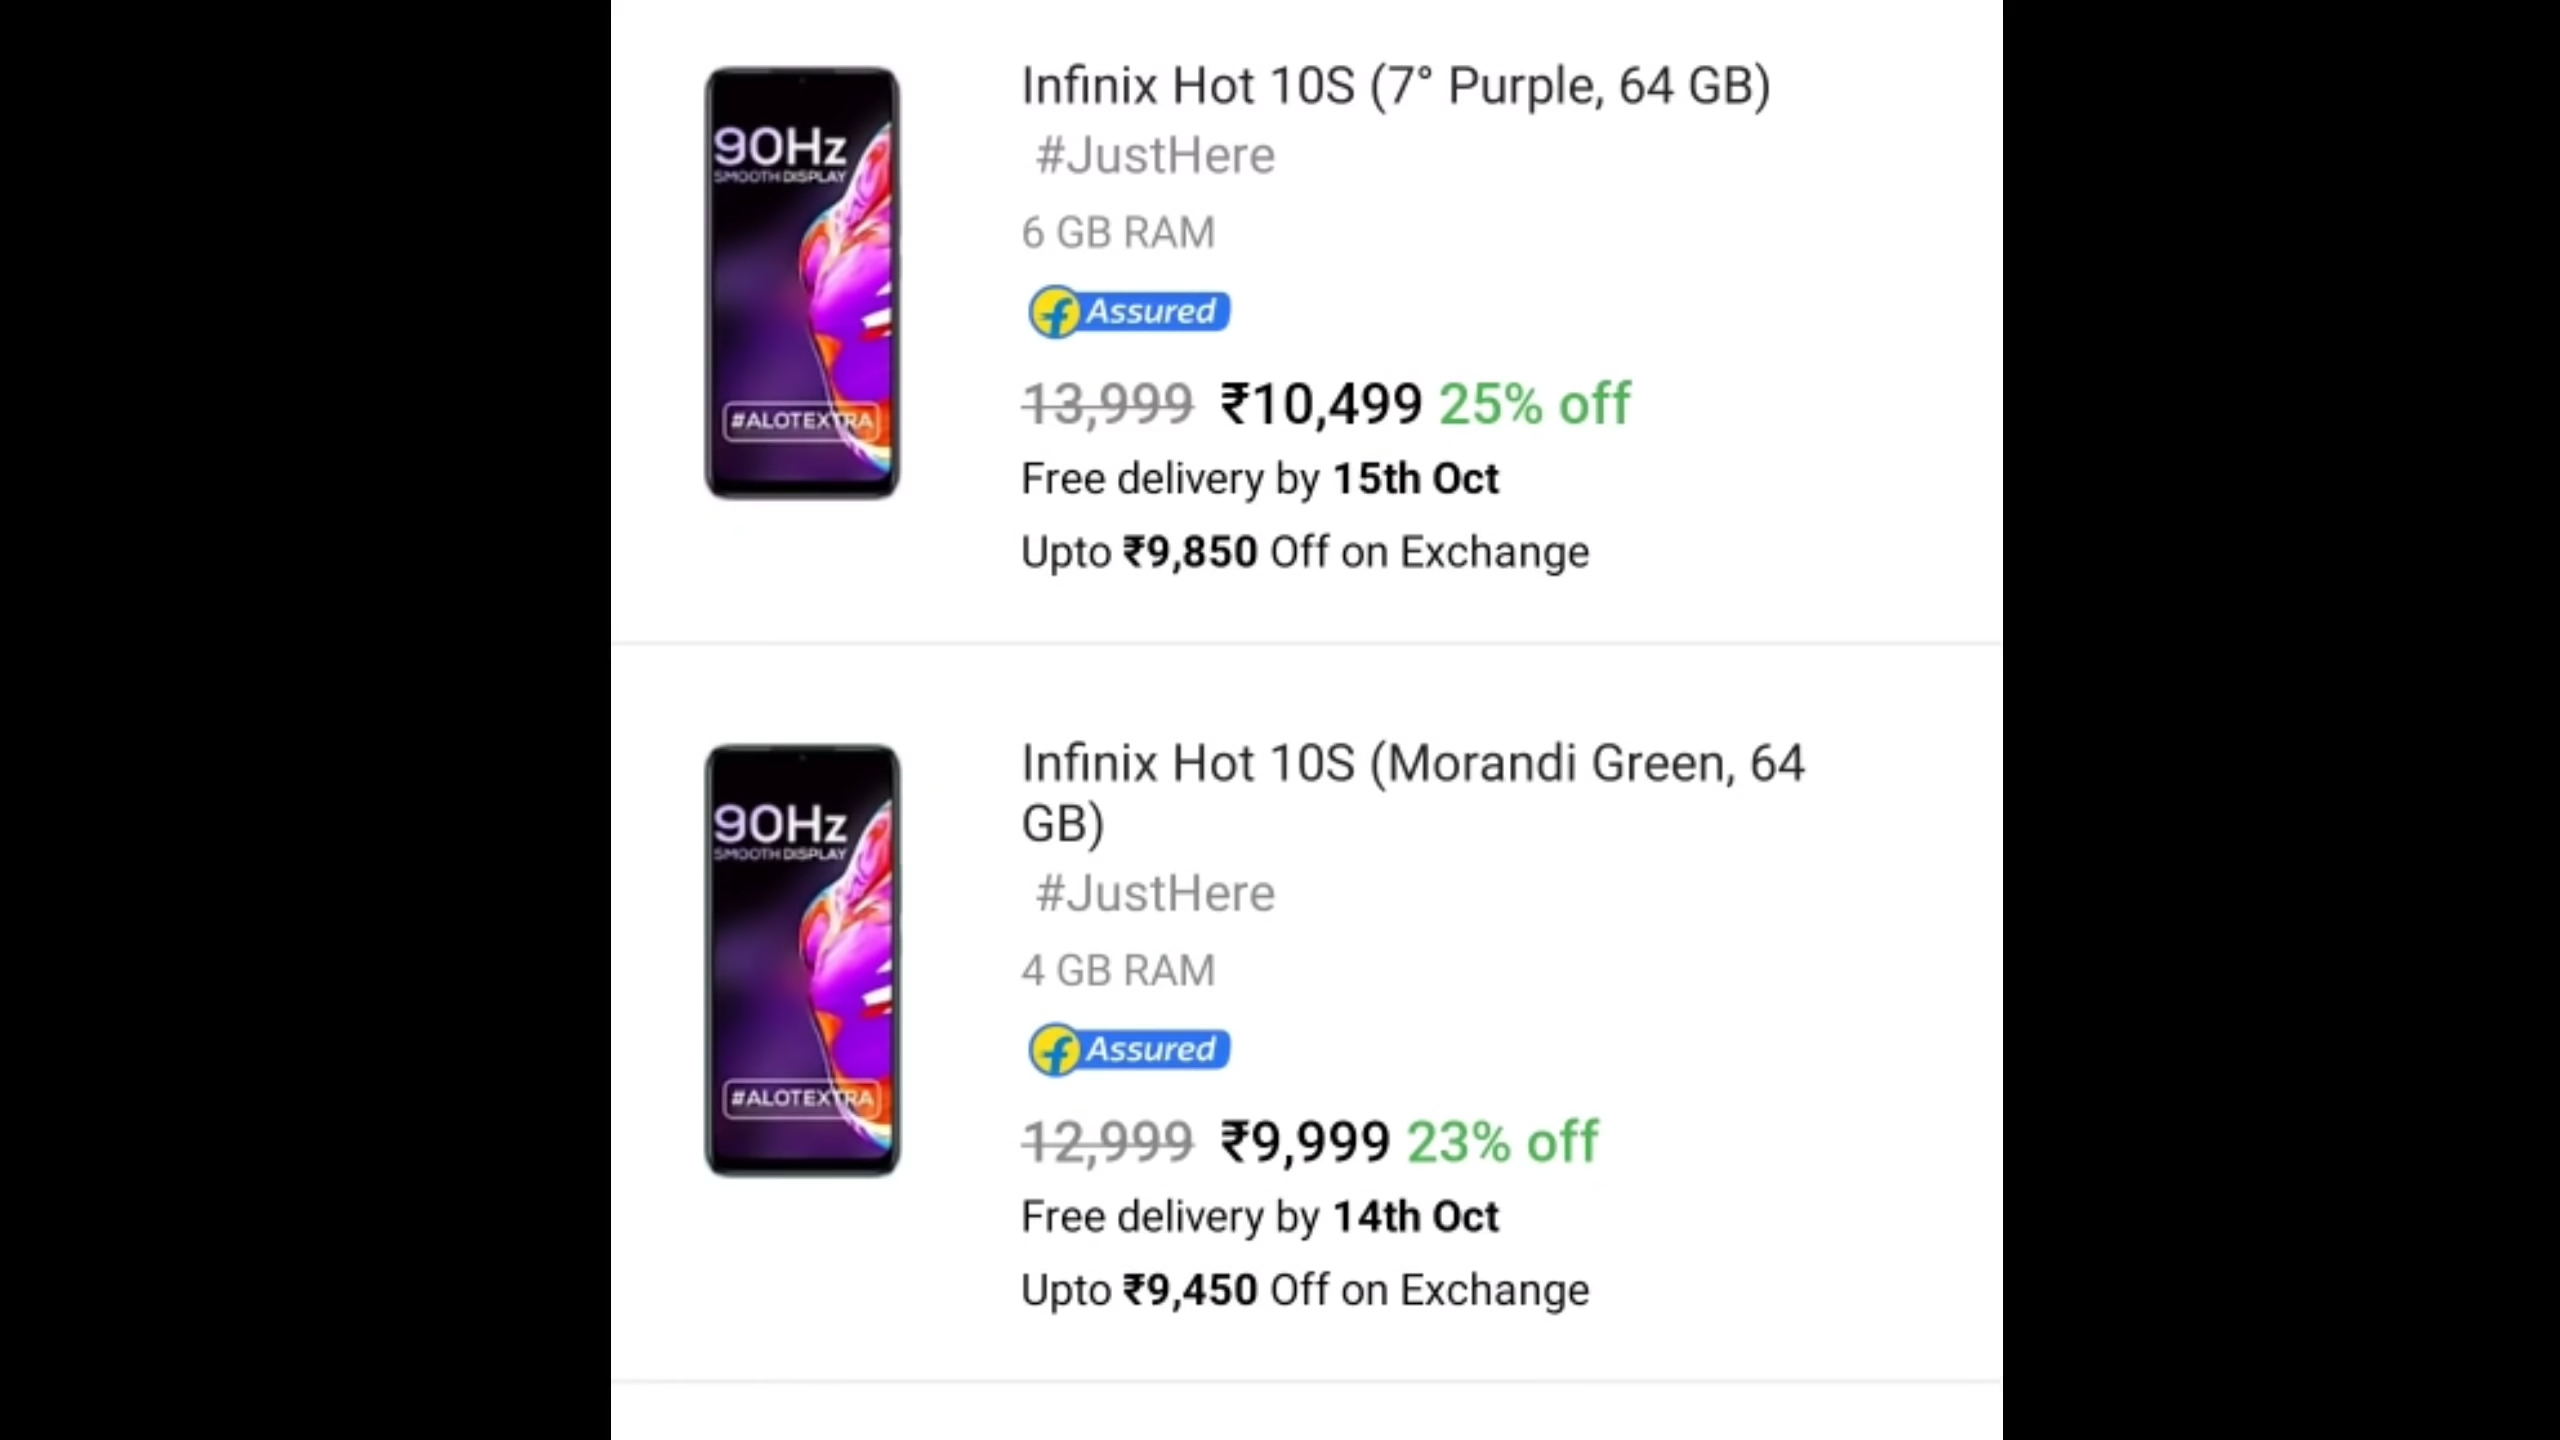 90Hz
SMOOTH DISPLAY
#ALOTEXTRA
Infinix Hot 10S (7° Purple, 64 GB)
#JustHere
6 GB RAM
f Assured
13,999 ₹10,499 25% off
Free delivery by 15th Oct
Upto ₹9,850 Off on Exchange
90Hz
SMOOTH DISPLAY
#ALOTEXTRA
Infinix Hot 10S (Morandi Green, 64
GB)
#JustHere
4 GB RAM
f Assured
12,999 ₹9,999 23% off
Free delivery by 14th Oct
Upto ₹9,450 Off on Exchange